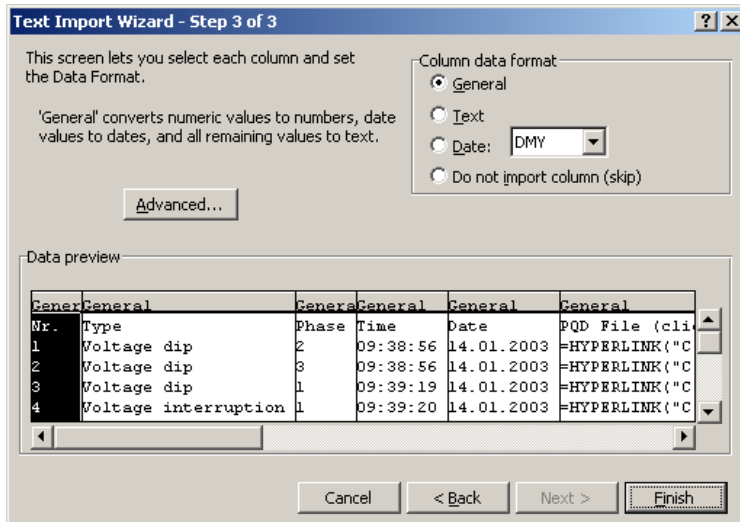 Text Import Wizard - Step 3 of 3
This screen lets you select each column and set
the Data Format.
'General' converts numeric values to numbers, date
values to dates, and all remaining values to text.
Advanced...
Column data format
General
Text
Date: DMY
Do not import column (skip)
Data preview
Gener General Genera General General General
Nr. Type Phase Time Date PQD File (cli
1 Voltage dip 2 09:38:56 14.01.2003 =HYPERLINK("C
2 Voltage dip 3 09:38:56 14.01.2003 =HYPERLINK("C
3 Voltage dip 1 09:39:19 14.01.2003 =HYPERLINK("C
4 Voltage interruption 1 09:39:20 14.01.2003 =HYPERLINK("C
Cancel < Back Next > Finish